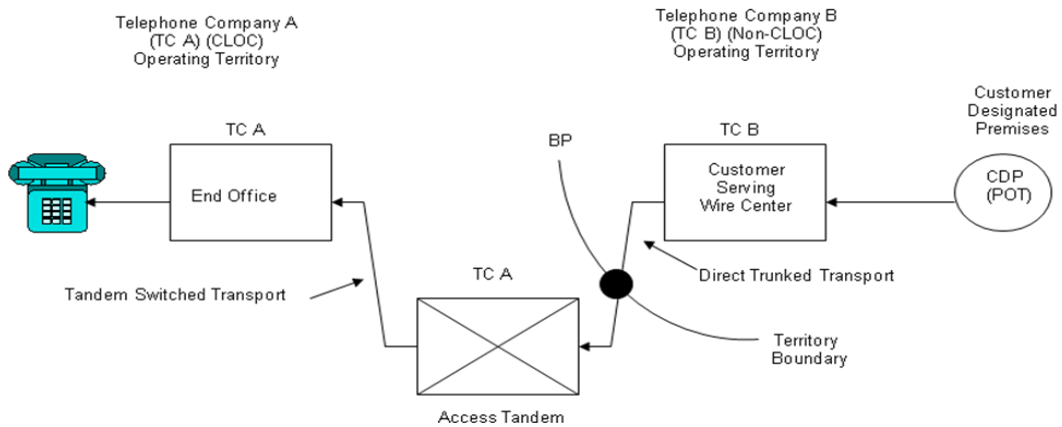 Telephone Company A
(TC A) (CLOC)
Operating Territory
Telephone Company B
(TC B) (Non-CLOC)
Operating Territory
Customer
Designated
Premises
TC A
BP
TC B
End Office
Customer
Serving
Wire Center
CDP
(POT)
Tandem Switched Transport
TC A
Direct Trunked Transport
Territory
Boundary
Access Tandem